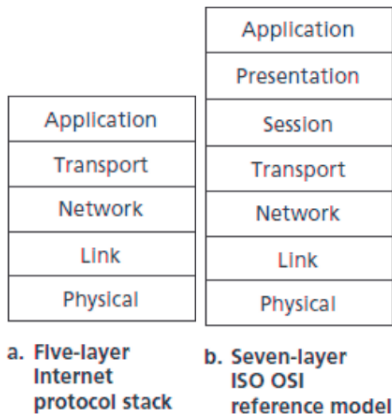 Application
Transport
Network
Link
Physical
a. Five-layer
Internet
protocol stack
Application
Presentation
Session
Transport
Network
Link
Physical
b. Seven-layer
ISO OSI
reference model